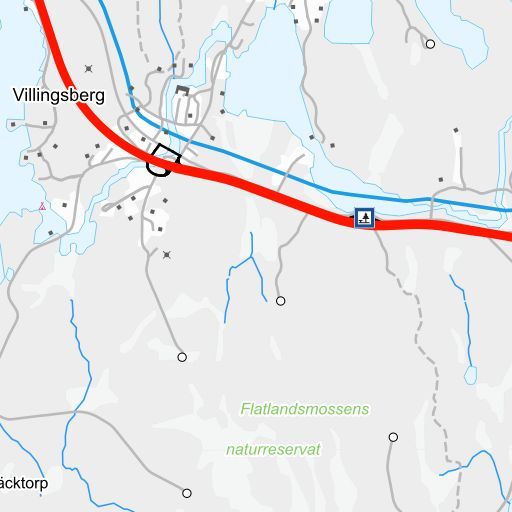 Villingsberg
Flatlandsmossens
naturreservat
äcktorp